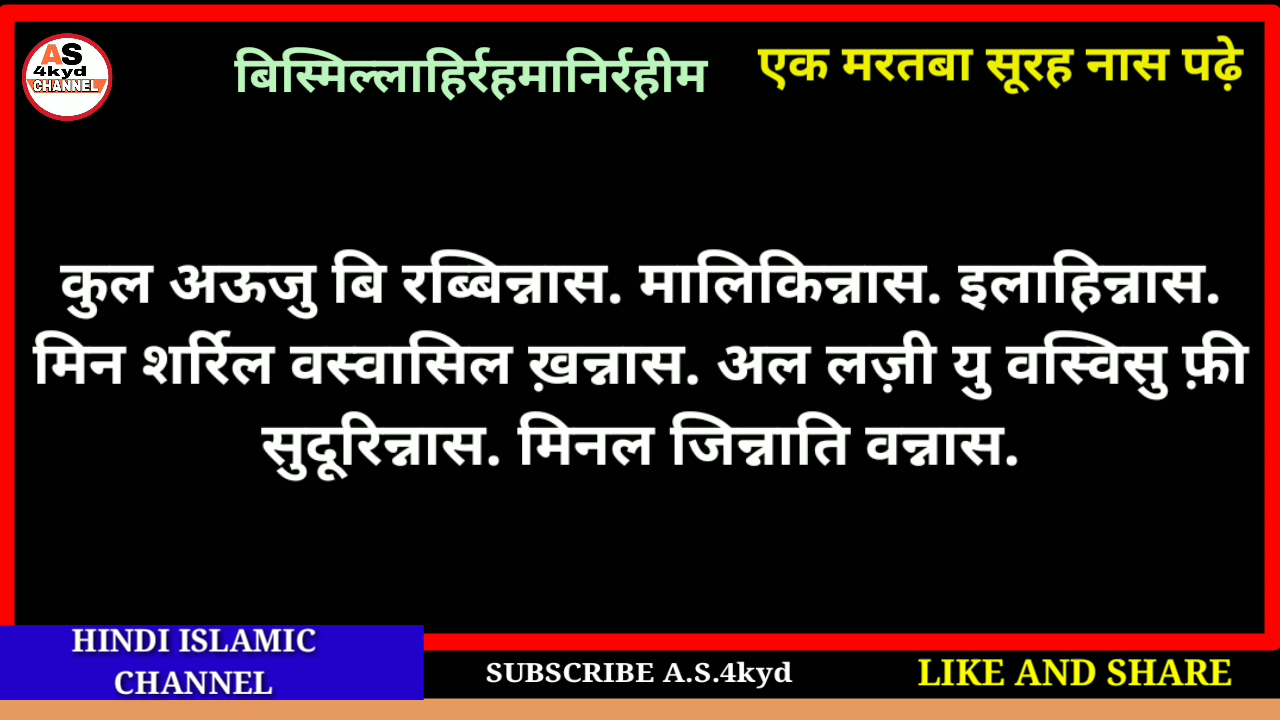 AS
4kyd
CHANNEL
बिस्मिल्लाहिर्रहमानिर्रहीम
एक मरतबा सूरह नास पढ़े
कुल अऊजु बि रब्बिन्नास. मालिकिन्नास. इलाहिन्नास.
मिन शर्रिल वस्वासिल ख़न्नास. अल लज़ी यु वस्विसु फ़ी
सुदूरिन्नास. मिनल जिन्नाति वन्नास.
HINDI ISLAMIC
CHANNEL
SUBSCRIBE A.S.4kyd
LIKE AND SHARE